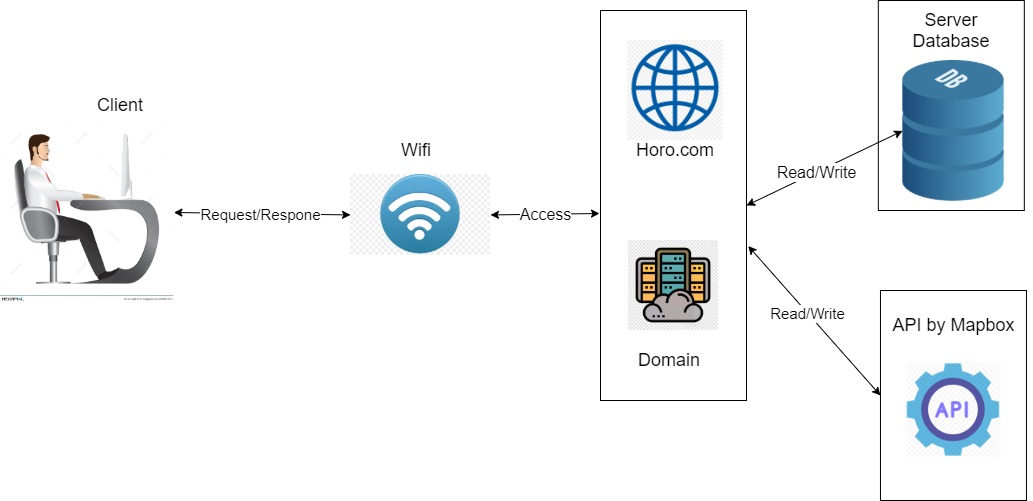 Client
Wifi
Request/Respone
Access
Horo.com
Domain
Read/Write
Server
Database
DB
Read/Write
API by Mapbox
API